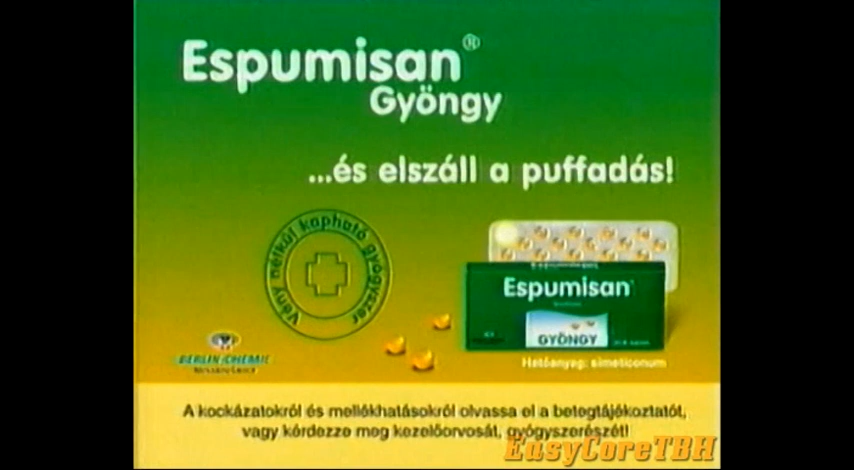 Espumisan®
Gyöngy
...és elszáll a puffadás!
Vény nélkül kapható gyógyszer
Espumisan
GYÖNGY
BERLIN-CHEMIE
Hatóanyag: simeticonum
A kockázatokról és mellékhatásokról olvassa el a betegtájékoztatót,
vagy kérdezze meg kezelőorvosát, gyógyszerészét!
EasyCoreTBH